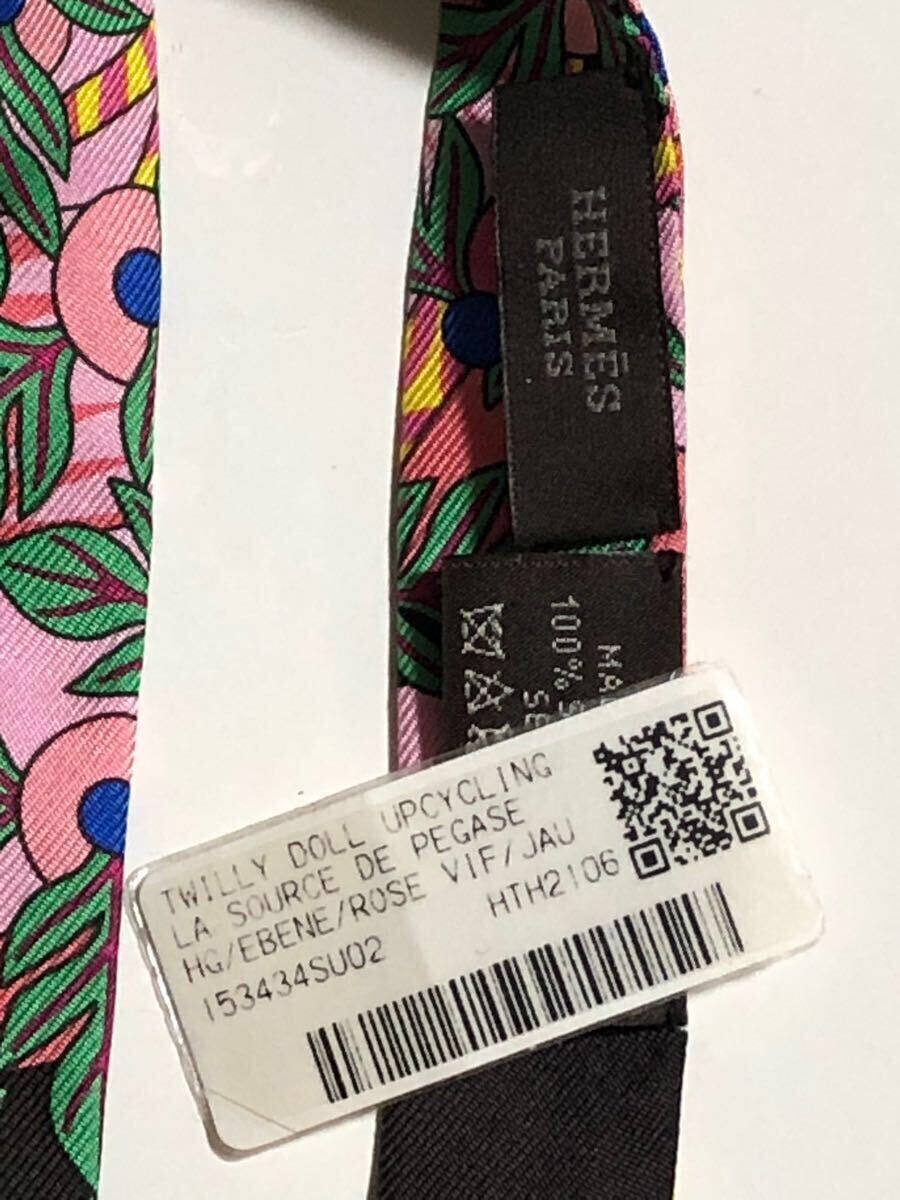 HERMÈS
PARIS
100%
TWILLY DOLL UPCYCLING
LA SOURCE DE PEGASE
HG/EBENE/ROSE VIF/JAU
HTH2106
153434SU02